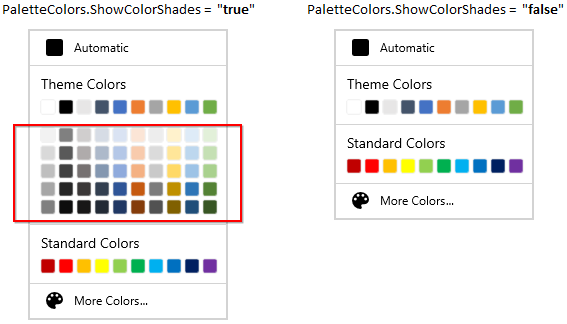 PaletteColors.ShowColorShades = "true"
Automatic
Theme Colors
Standard Colors
More Colors...
PaletteColors.ShowColorShades = "false"
Automatic
Theme Colors
Standard Colors
More Colors...